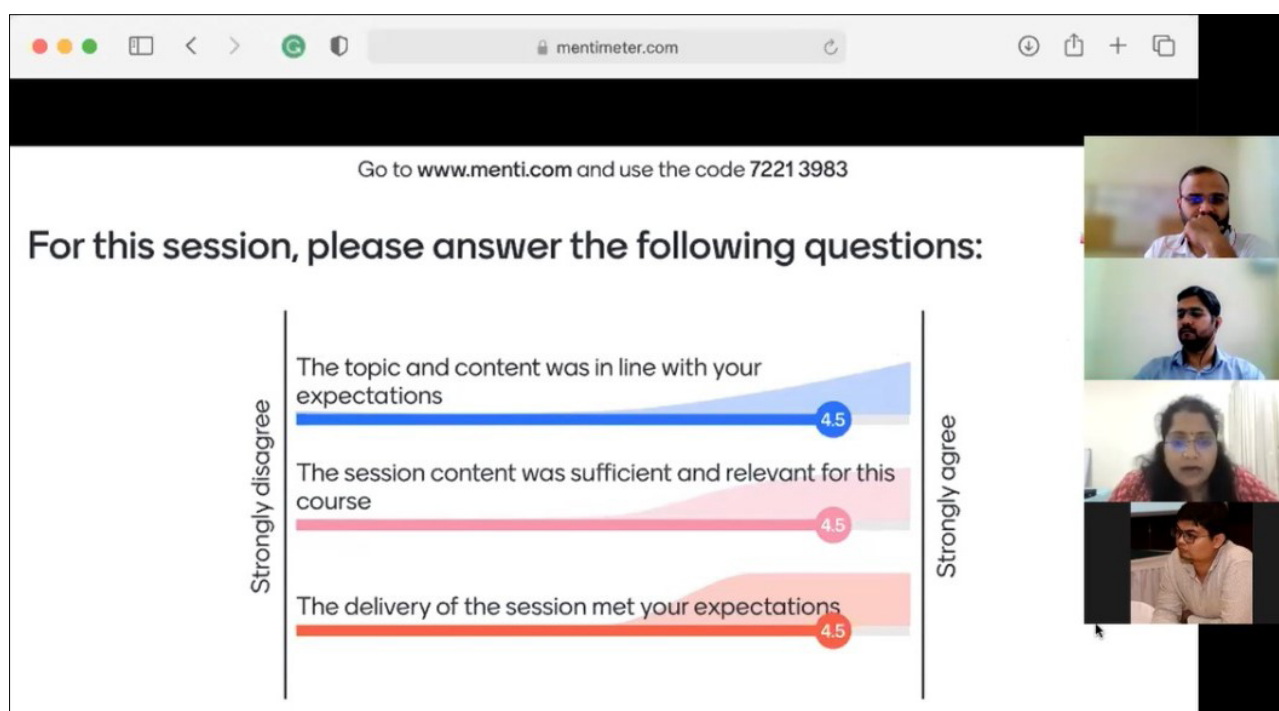 mentimeter.com
Go to www.menti.com and use the code 7221 3983
For this session, please answer the following questions:
Strongly disagree
The topic and content was in line with your
expectations
4.5
The session content was sufficient and relevant for this
course
4.5
The delivery of the session met your expectations
4.5
Strongly agree